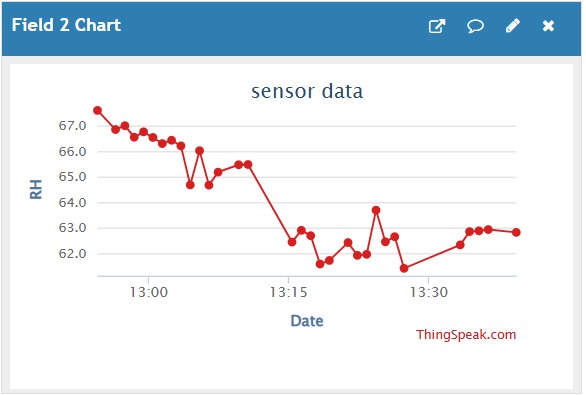 Field 2 Chart
sensor data
67.0
66.0
65.0
64.0
63.0
62.0
RH
13:00 13:15 13:30
Date
ThingSpeak.com